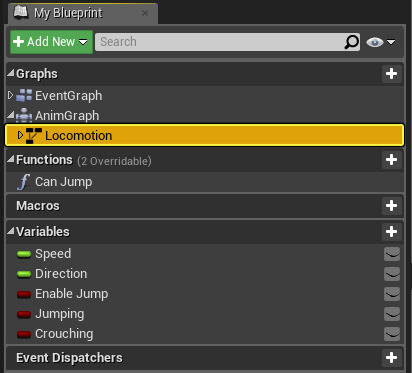 My Blueprint
Add New Search
Graphs
EventGraph
AnimGraph
Locomotion
Functions (2 Overridable)
Can Jump
Macros
Variables
Speed
Direction
Enable Jump
Jumping
Crouching
Event Dispatchers